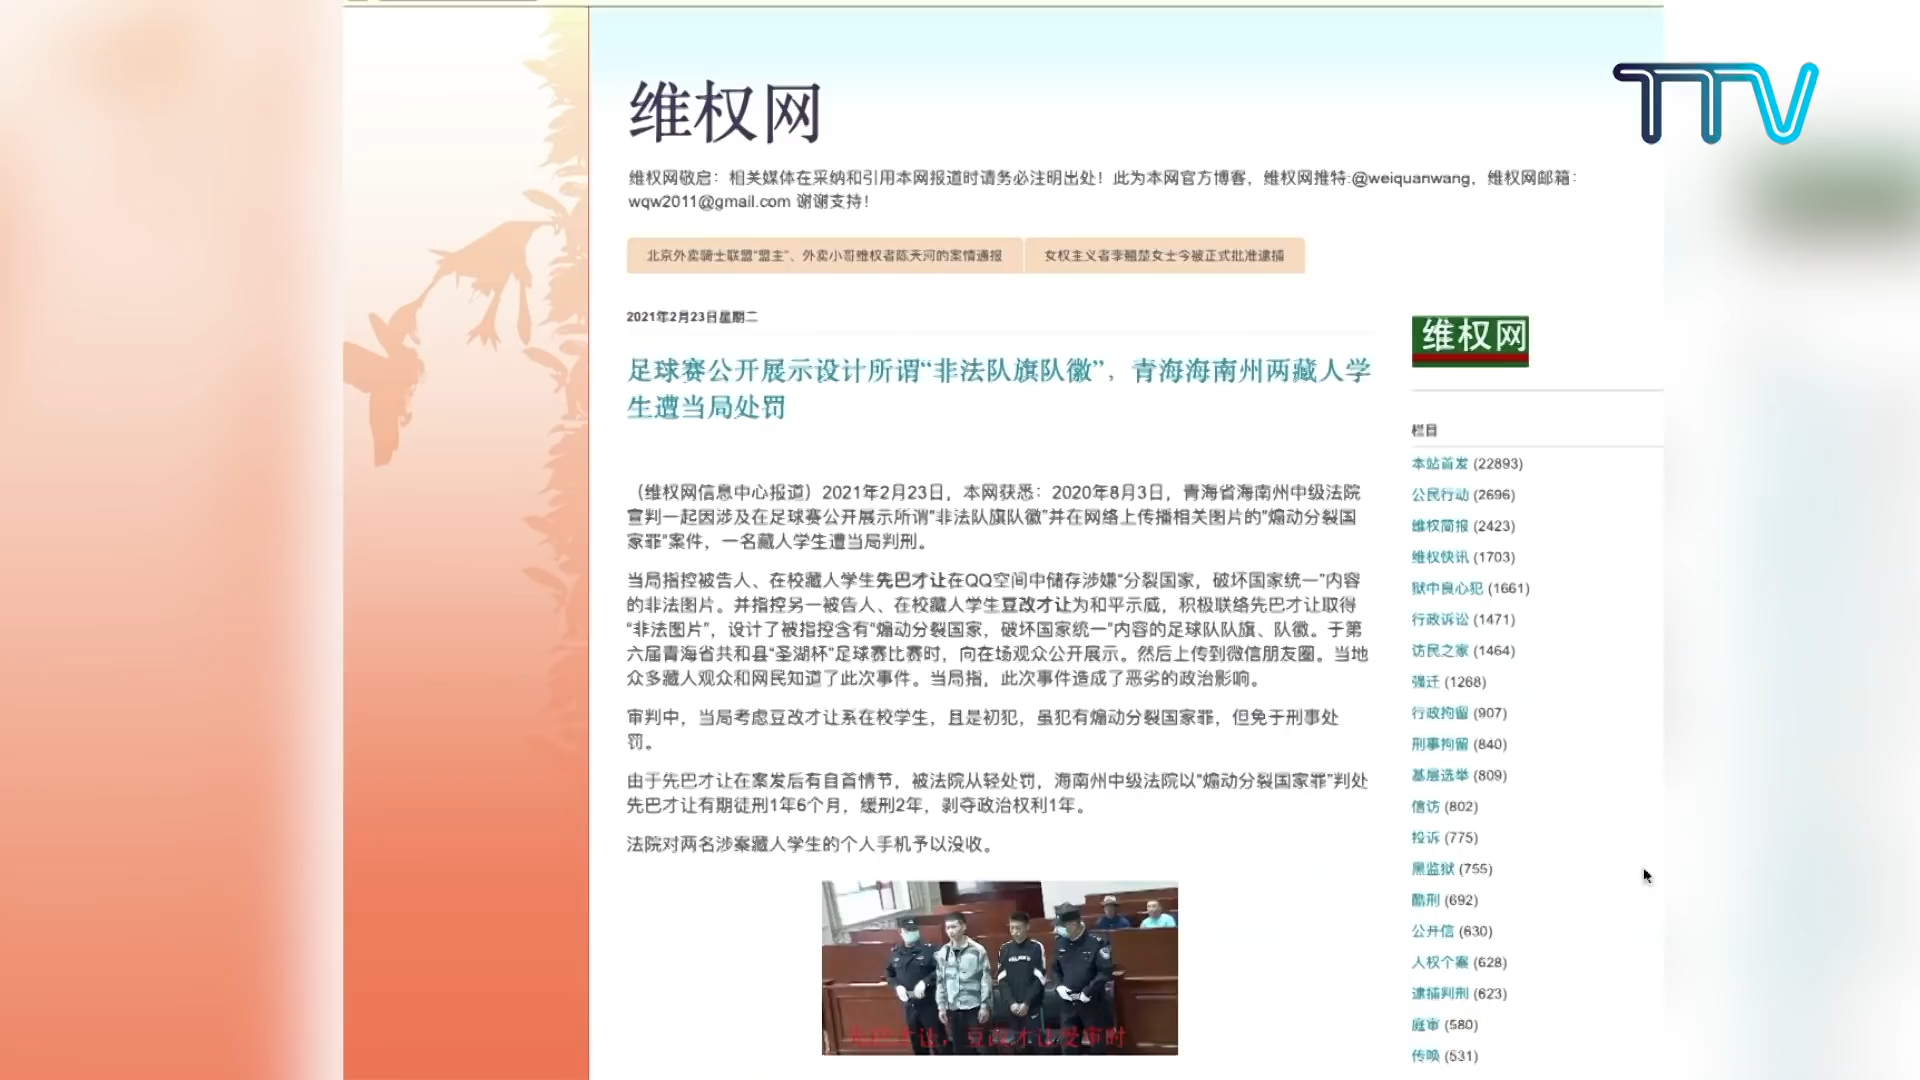 TTV
维权网
维权网敬启：相关媒体在采纳和引用本网报道时请务必注明出处！此为本网官方博客，维权网推特:@weiquanwang，维权网邮箱：
wqw2011@gmail.com 谢谢支持！
北京外卖骑士联盟“盟主”、外卖小哥维权者陈天河的案情通报
女权主义者李翘楚女士今被正式批准逮捕
2021年2月23日星期二
足球赛公开展示设计所谓“非法队旗队徽”，青海海南州两藏人学
生遭当局处罚
（维权网信息中心报道）2021年2月23日，本网获悉：2020年8月3日，青海省海南州中级法院
宣判一起因涉及在足球赛公开展示所谓“非法队旗队徽”并在网络上传播相关图片的“煽动分裂国
家罪”案件，一名藏人学生遭当局判刑。
当局指控被告人、在校藏人学生先巴才让在QQ空间中储存涉嫌“分裂国家，破坏国家统一”内容
的非法图片。并指控另一被告人、在校藏人学生豆改才让为和平示威，积极联络先巴才让取得
“非法图片”，设计了被指控含有“煽动分裂国家，破坏国家统一”内容的足球队队旗、队徽。于第
六届青海省共和县“圣湖杯”足球赛比赛时，向在场观众公开展示。然后上传到微信朋友圈。当地
众多藏人观众和网民知道了此次事件。当局指，此次事件造成了恶劣的政治影响。
审判中，当局考虑豆改才让系在校学生，且是初犯，虽犯有煽动分裂国家罪，但免于刑事处
罚。
由于先巴才让在案发后有自首情节，被法院从轻处罚，海南州中级法院以“煽动分裂国家罪”判处
先巴才让有期徒刑1年6个月，缓刑2年，剥夺政治权利1年。
法院对两名涉案藏人学生的个人手机予以没收。
先巴才让，豆改才让受审时
维权网
栏目
本站首发 (22893)
公民行动 (2696)
维权简报 (2423)
维权快讯 (1703)
狱中良心犯 (1661)
行政诉讼 (1471)
访民之家 (1464)
强迁 (1268)
行政拘留 (907)
刑事拘留 (840)
基层选举 (809)
信访 (802)
投诉 (775)
黑监狱 (755)
酷刑 (692)
公开信 (630)
人权个案 (628)
逮捕判刑 (623)
庭审 (580)
传唤 (531)